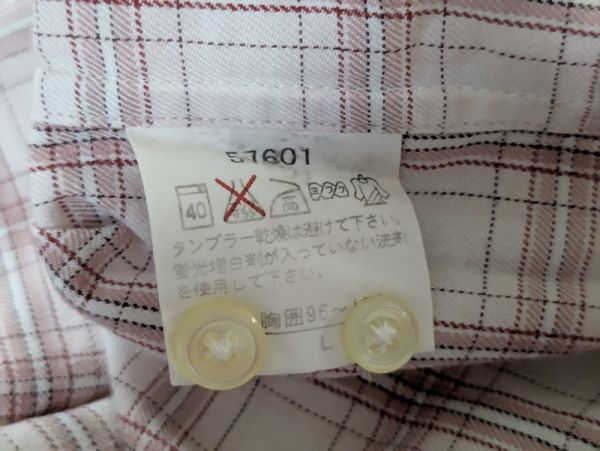 57601
40 高 ヨワク
タンブラー乾燥は避けて下さい。
蛍光増白剤が入っていない洗剤
を使用して下さい。
胸囲96〜
L